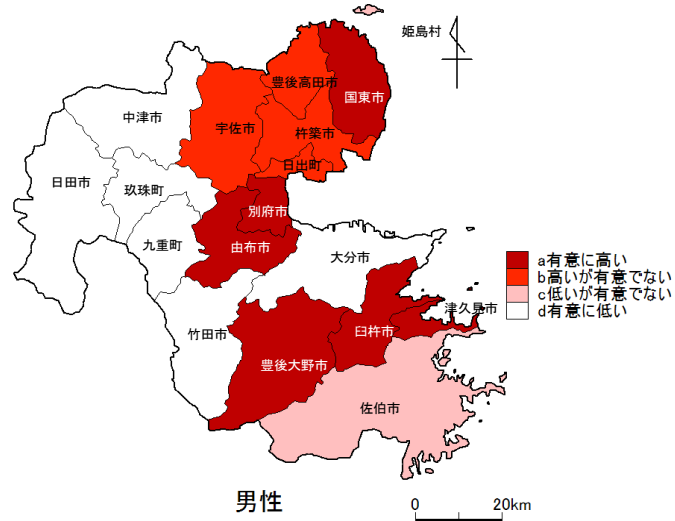 姫島村
豊後高田市
国東市
中津市
宇佐市
杵築市
日出町
日田市
玖珠町
別府市
九重町
由布市
大分市
a有意に高い
b高いが有意でない
c低いが有意でない
d有意に低い
津久見市
竹田市
臼杵市
豊後大野市
佐伯市
男性
0 20km